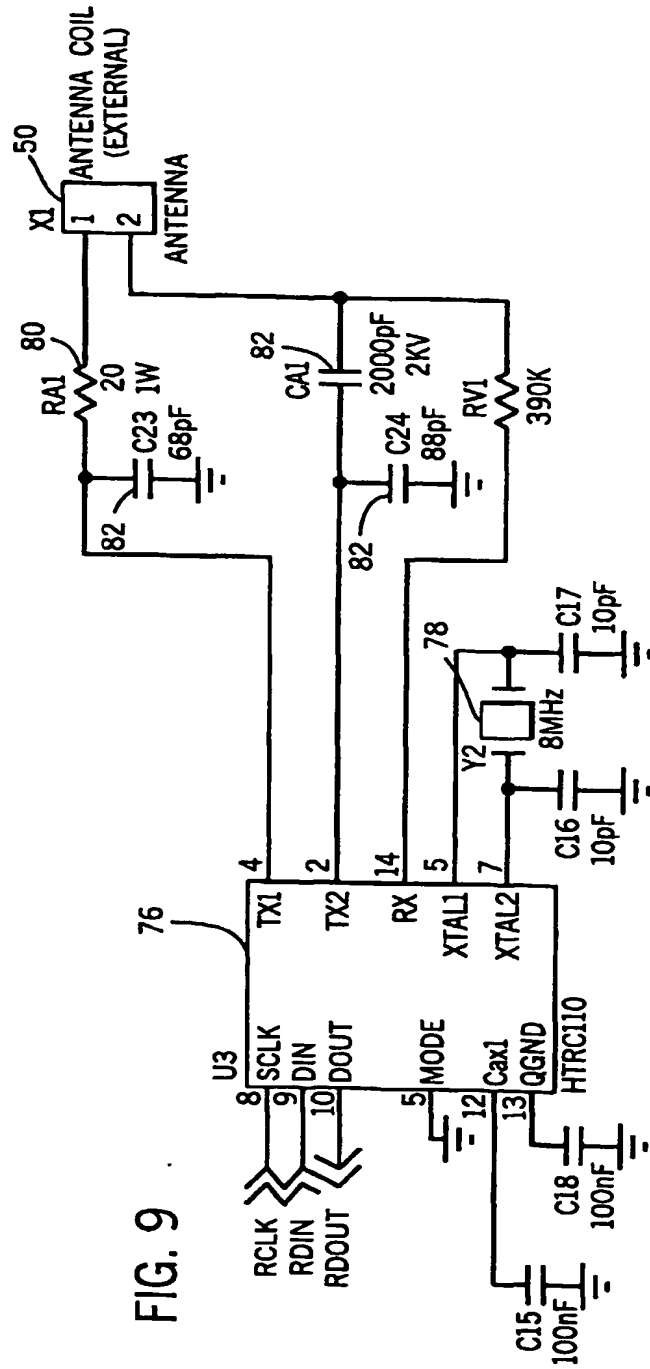 FIG. 9
76
U3
8 SCLK
9 DIN
10 DOUT
5 MODE
12 Cax1
13 QGND
HTRC110
TX1 4
TX2 2
RX 14
XTAL1 5
XTAL2 7
RCLK
RDIN
RDOUT
C15
100nF
C18
100nF
C16
10pF
Y2
78
8MHz
C17
10pF
82
C23
68pF
RA1
80
20
1W
82
C24
88pF
CA1
82
2000pF
2KV
RV1
390K
X1
50
1
2
ANTENNA COIL
(EXTERNAL)
ANTENNA